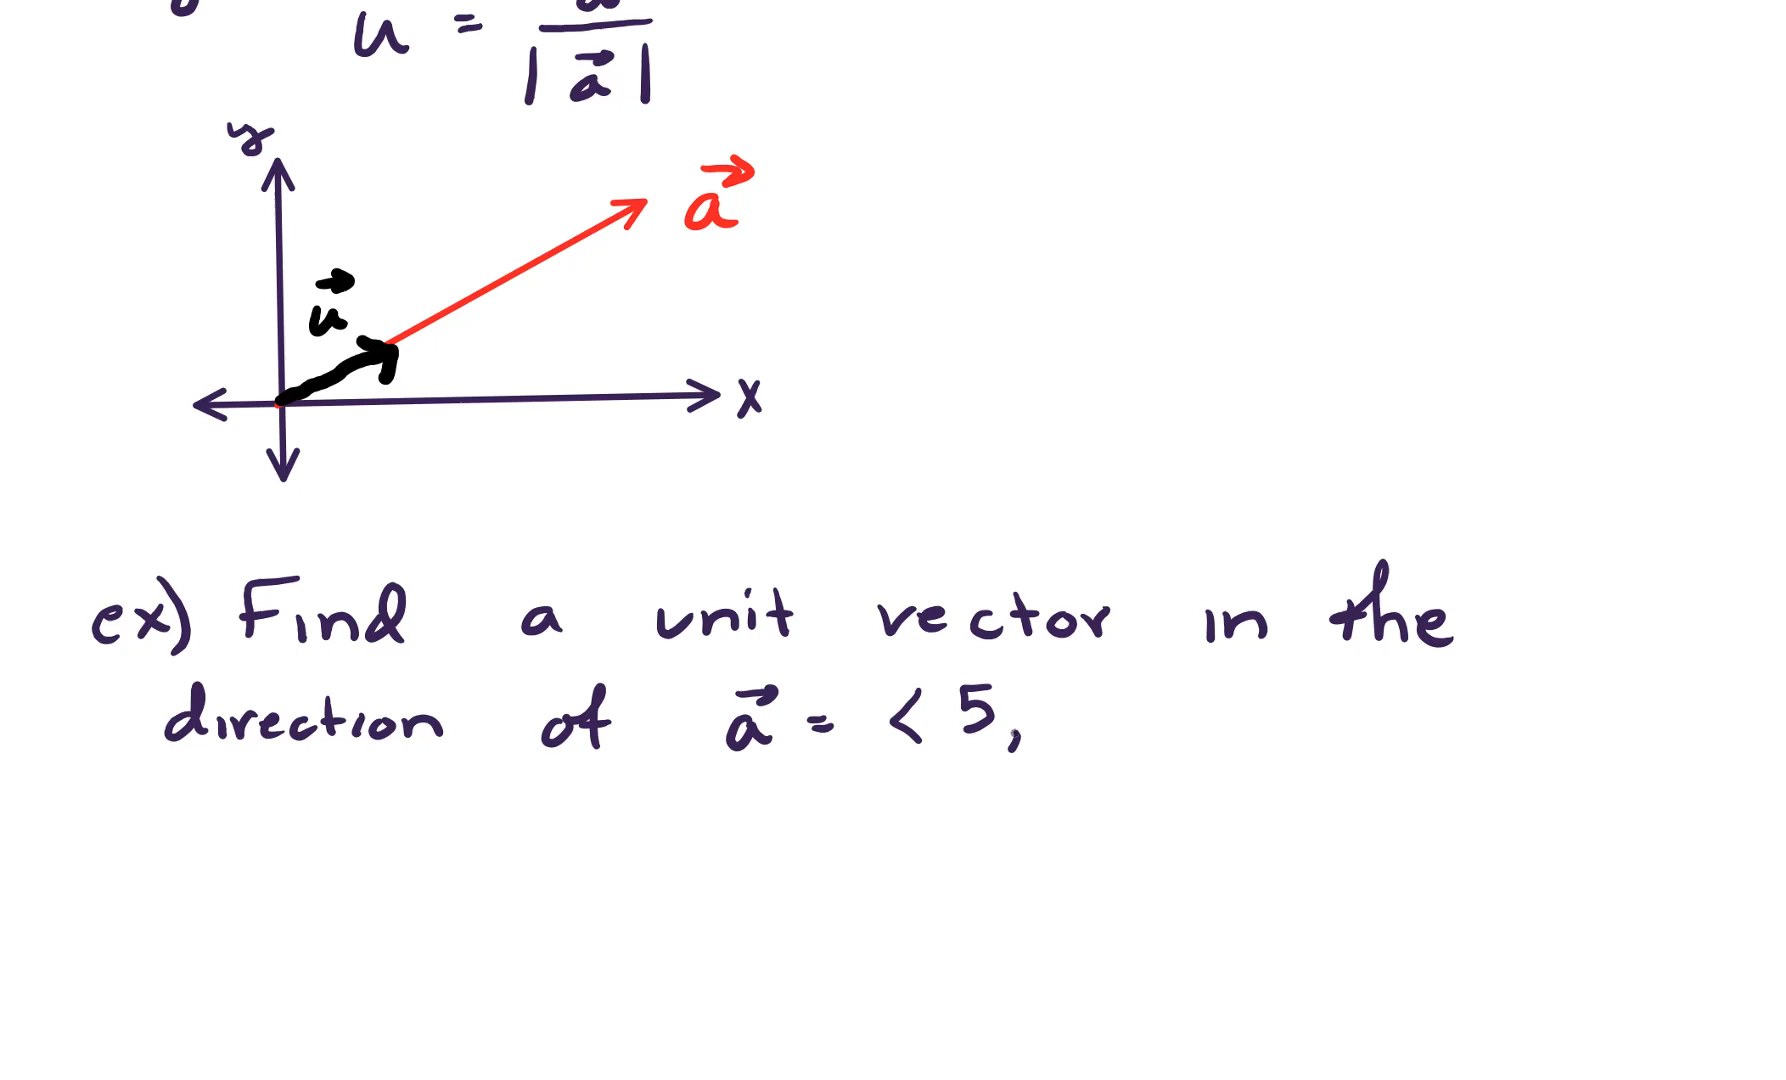 u = a
|a⃗|
y
a⃗
u⃗
x
ex) Find a unit vector in the
direction of a⃗ = < 5,